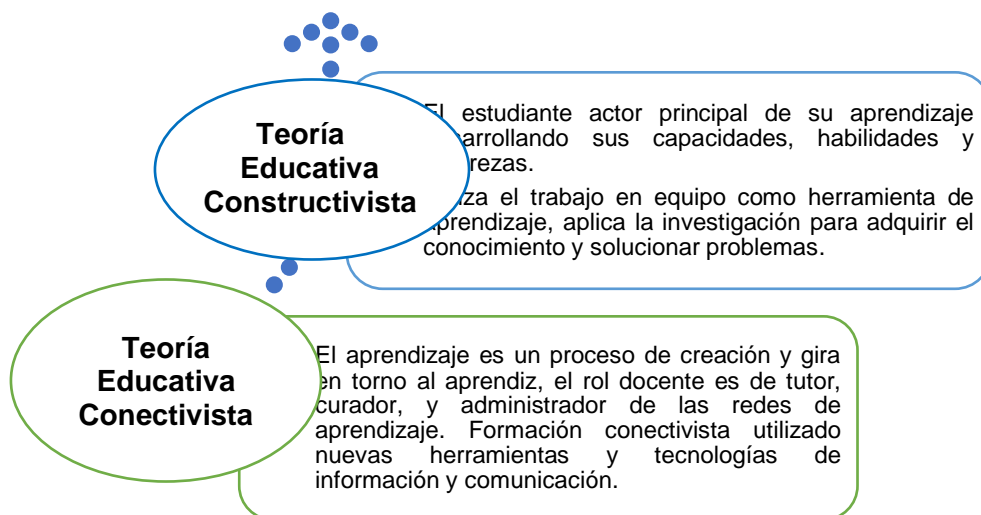 Teoría
Educativa
Constructivista
El estudiante actor principal de su aprendizaje
capacidades, habilidades y
sus
el trabajo en equipo como herramienta de
aprendizaje, aplica la investigación para adquirir el
conocimiento y solucionar problemas.
Teoría
Educativa
Conectivista
El aprendizaje es un proceso de creación y gira
en torno al aprendiz, el rol docente es de tutor,
curador, y administrador de las redes de
aprendizaje. Formación conectivista utilizado
nuevas herramientas y tecnologías de
información y comunicación.